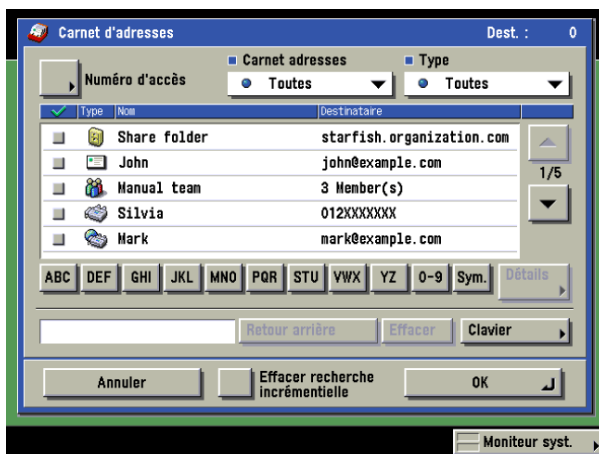 Carnet d'adresses Dest. : 0
Carnet adresses Type
Numéro d'accès Toutes Toutes
Type Nom Destinataire
Share folder starfish.organization.com
John john@example.com
1/5
Manual team 3 Member(s)
Silvia 012XXXXXXX
Mark mark@example.com
ABC DEF GHI JKL MNO PQR STU VWX YZ 0-9 Sym. Détails
Retour arrière Effacer Clavier
Annuler Effacer recherche incrémentielle OK
Moniteur syst.